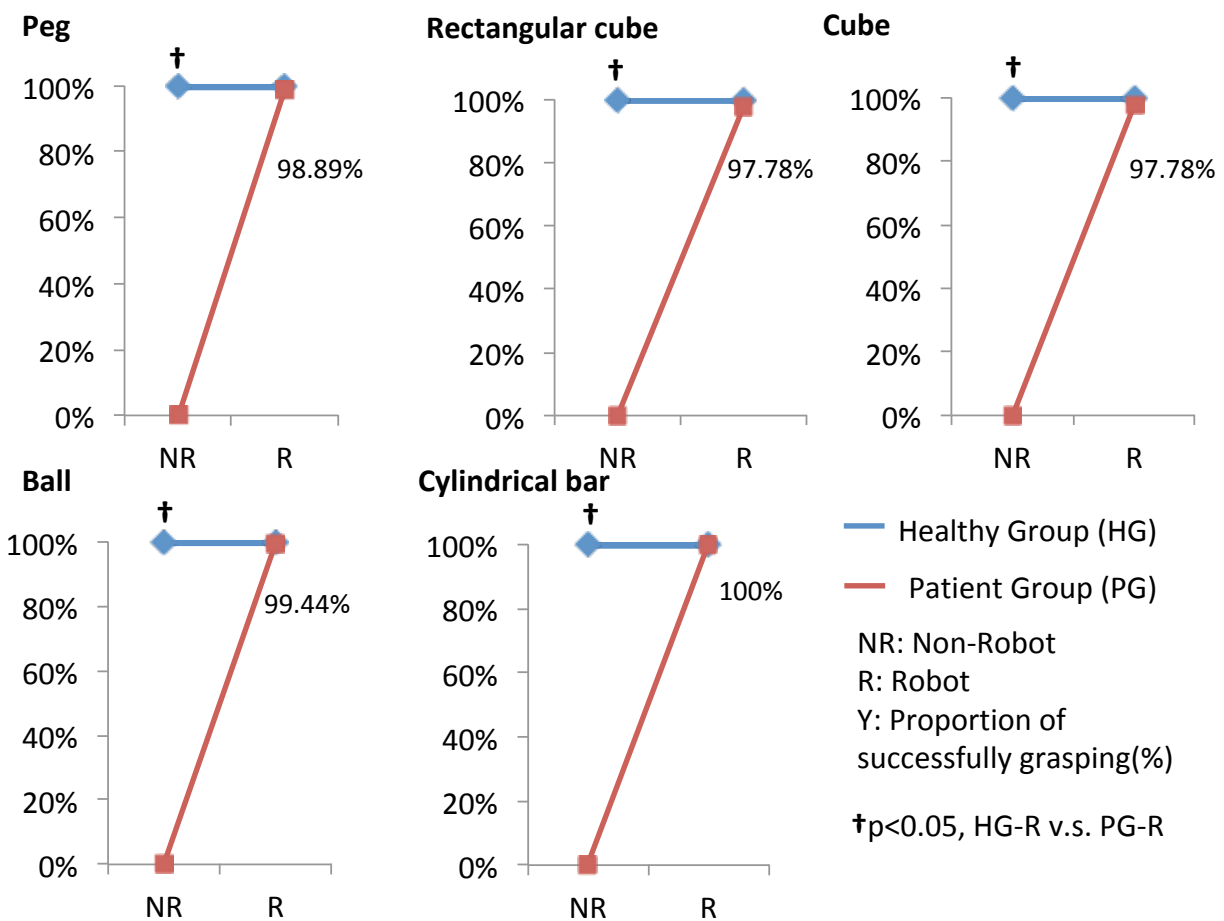 Peg
†
100%
80%
60%
40%
20%
0%
98.89%
NR R
Rectangular cube
†
100%
80%
60%
40%
20%
0%
97.78%
NR R
Cube
†
100%
80%
60%
40%
20%
0%
97.78%
NR R
Ball
†
100%
80%
60%
40%
20%
0%
99.44%
NR R
Cylindrical bar
†
100%
80%
60%
40%
20%
0%
100%
NR R
Healthy Group (HG)
Patient Group (PG)
NR: Non-Robot
R: Robot
Y: Proportion of
successfully grasping(%)
†p<0.05, HG-R v.s. PG-R